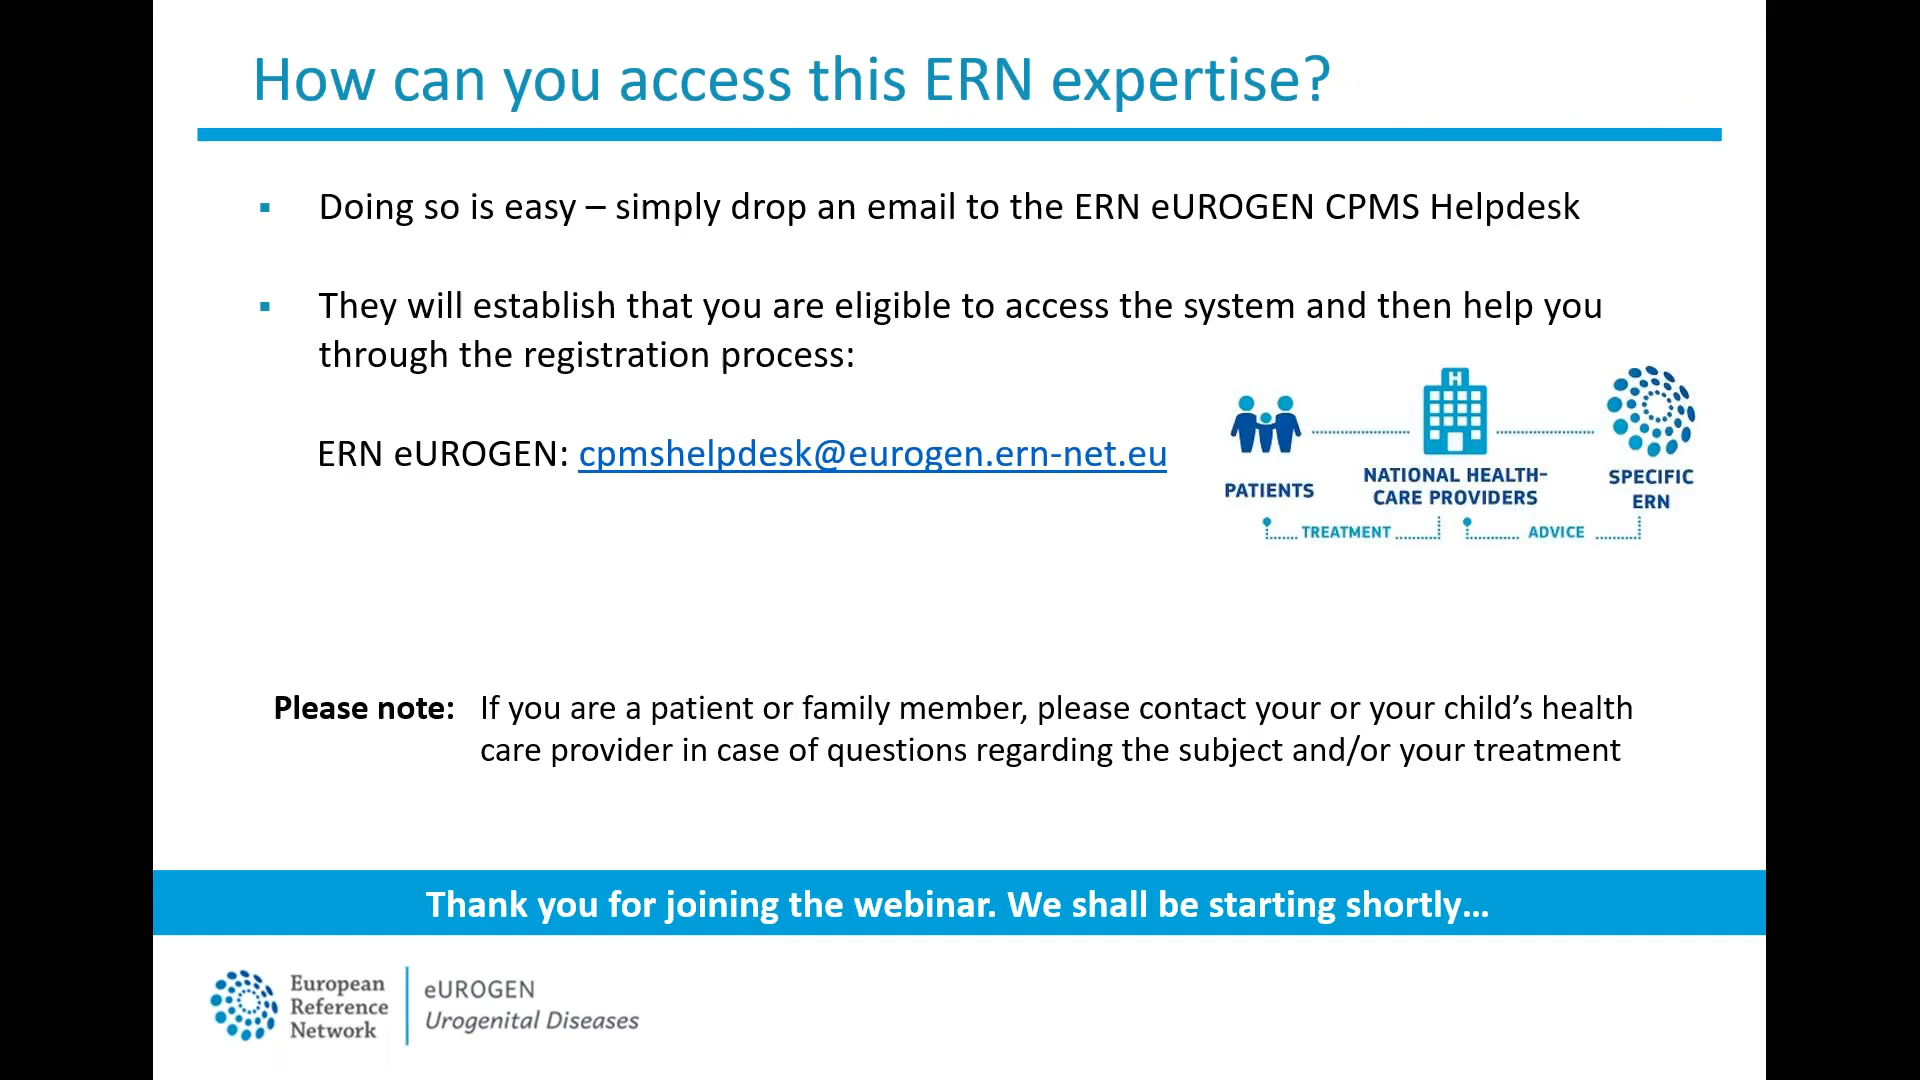 How can you access this ERN expertise?
▪ Doing so is easy – simply drop an email to the ERN eUROGEN CPMS Helpdesk
▪ They will establish that you are eligible to access the system and then help you
through the registration process:
ERN eUROGEN: cpmshelpdesk@eurogen.ern-net.eu
H
PATIENTS
NATIONAL HEALTH-
CARE PROVIDERS
SPECIFIC
ERN
TREATMENT
ADVICE
Please note: If you are a patient or family member, please contact your or your child’s health
care provider in case of questions regarding the subject and/or your treatment
Thank you for joining the webinar. We shall be starting shortly...
European
Reference
Network
eUROGEN
Urogenital Diseases